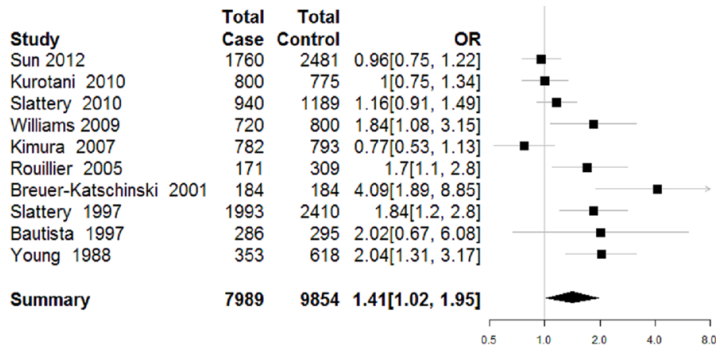 Total Total
Case Control
Study OR
Sun 2012 1760 2481 0.96[0.75, 1.22]
Kurotani 2010 800 775 1[0.75, 1.34]
Slattery 2010 940 1189 1.16[0.91, 1.49]
Williams 2009 720 800 1.84[1.08, 3.15]
Kimura 2007 782 793 0.77[0.53, 1.13]
Rouillier 2005 171 309 1.7[1.1, 2.8]
Breuer-Katschinski 2001 184 184 4.09[1.89, 8.85]
Slattery 1997 1993 2410 1.84[1.2, 2.8]
Bautista 1997 286 295 2.02[0.67, 6.08]
Young 1988 353 618 2.04[1.31, 3.17]
Summary 7989 9854 1.41[1.02, 1.95]
0.5 1.0 2.0 4.0 8.0